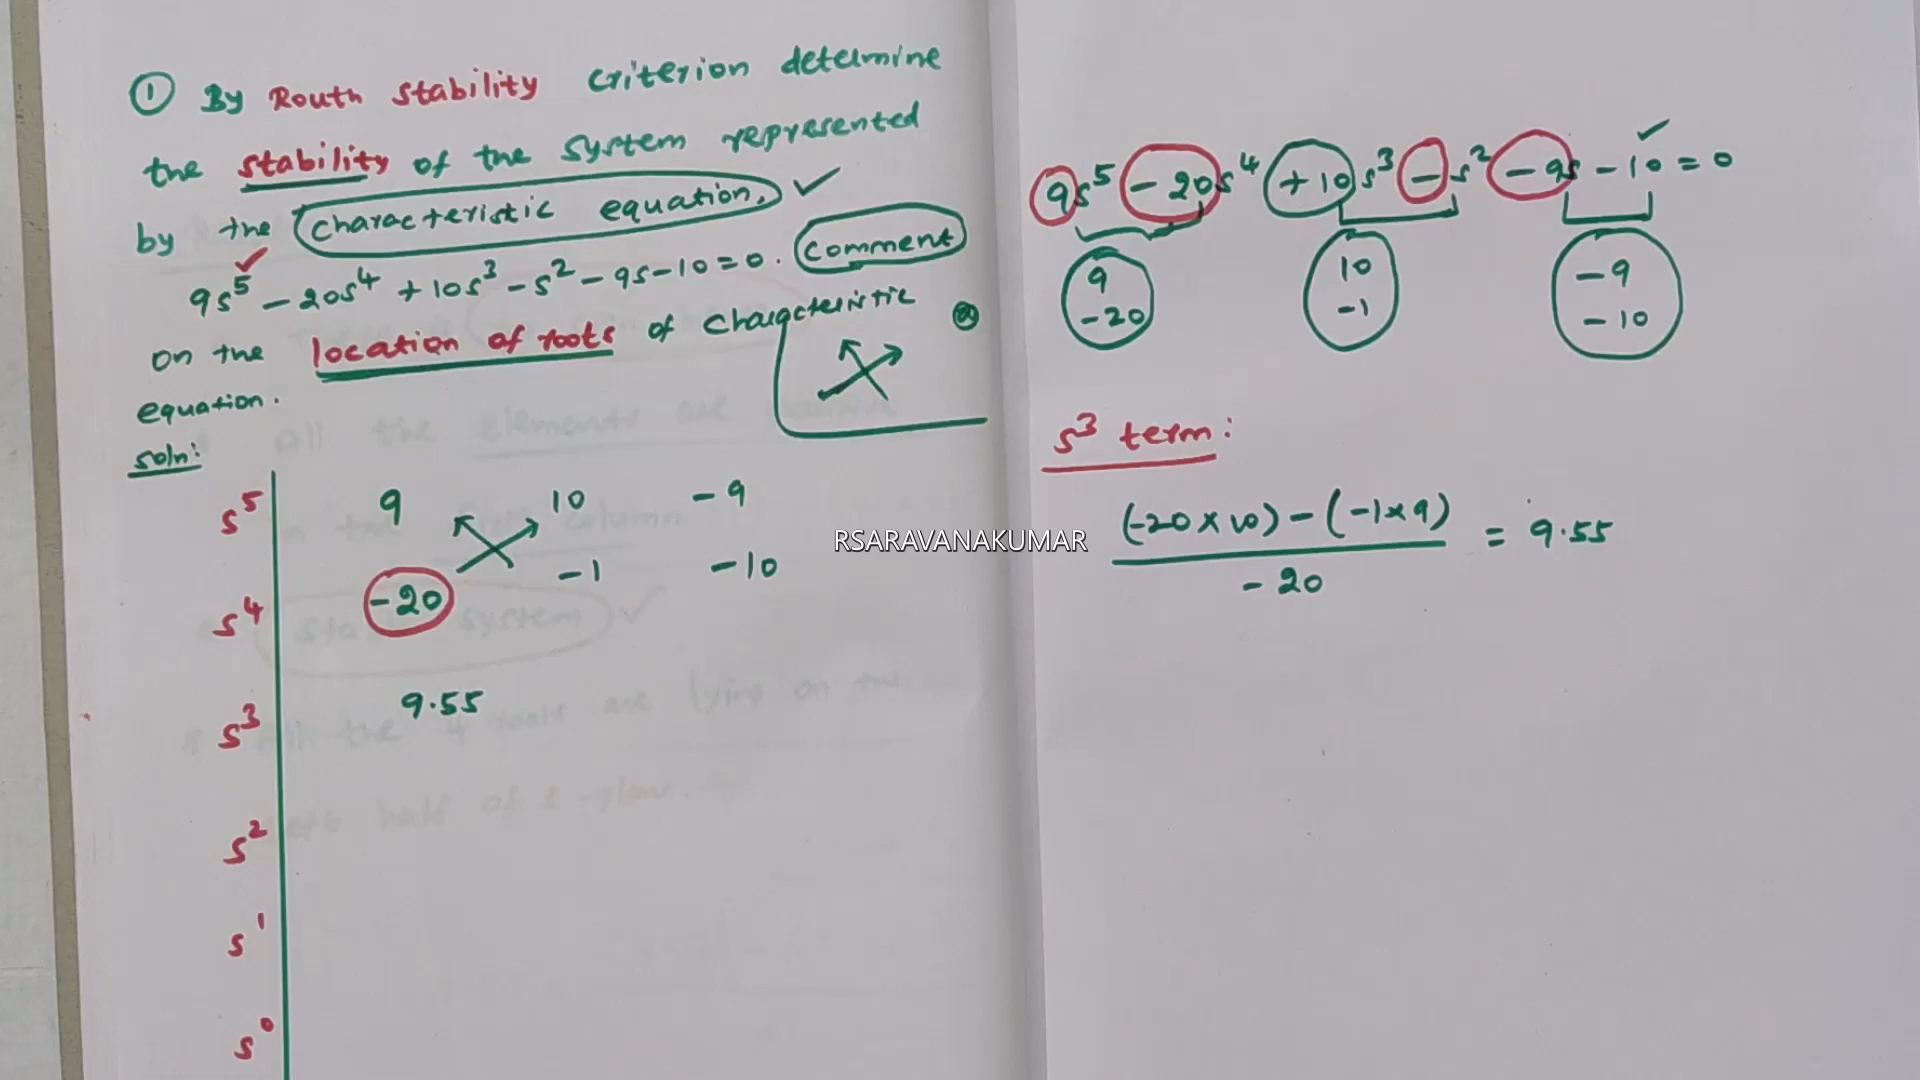 ① By Routh stability criterion determine
the stability of the system represented
by the characteristic equation, ✓
9s⁵ - 20s⁴ + 10s³ - s² - 9s - 10 = 0. comment
on the location of roots of characteristic
equation.
soln:
s⁵ 9 10 -9
s⁴ -20 -1 -10
s³ 9.55
s²
s¹
s⁰
9s⁵ - 20s⁴ + 10s³ - s² - 9s - 10 = 0
9 10 -9
-20 -1 -10
s³ term:
(-20 x 10) - (-1 x 9)
= 9.55
-20
RSARAVANAKUMAR